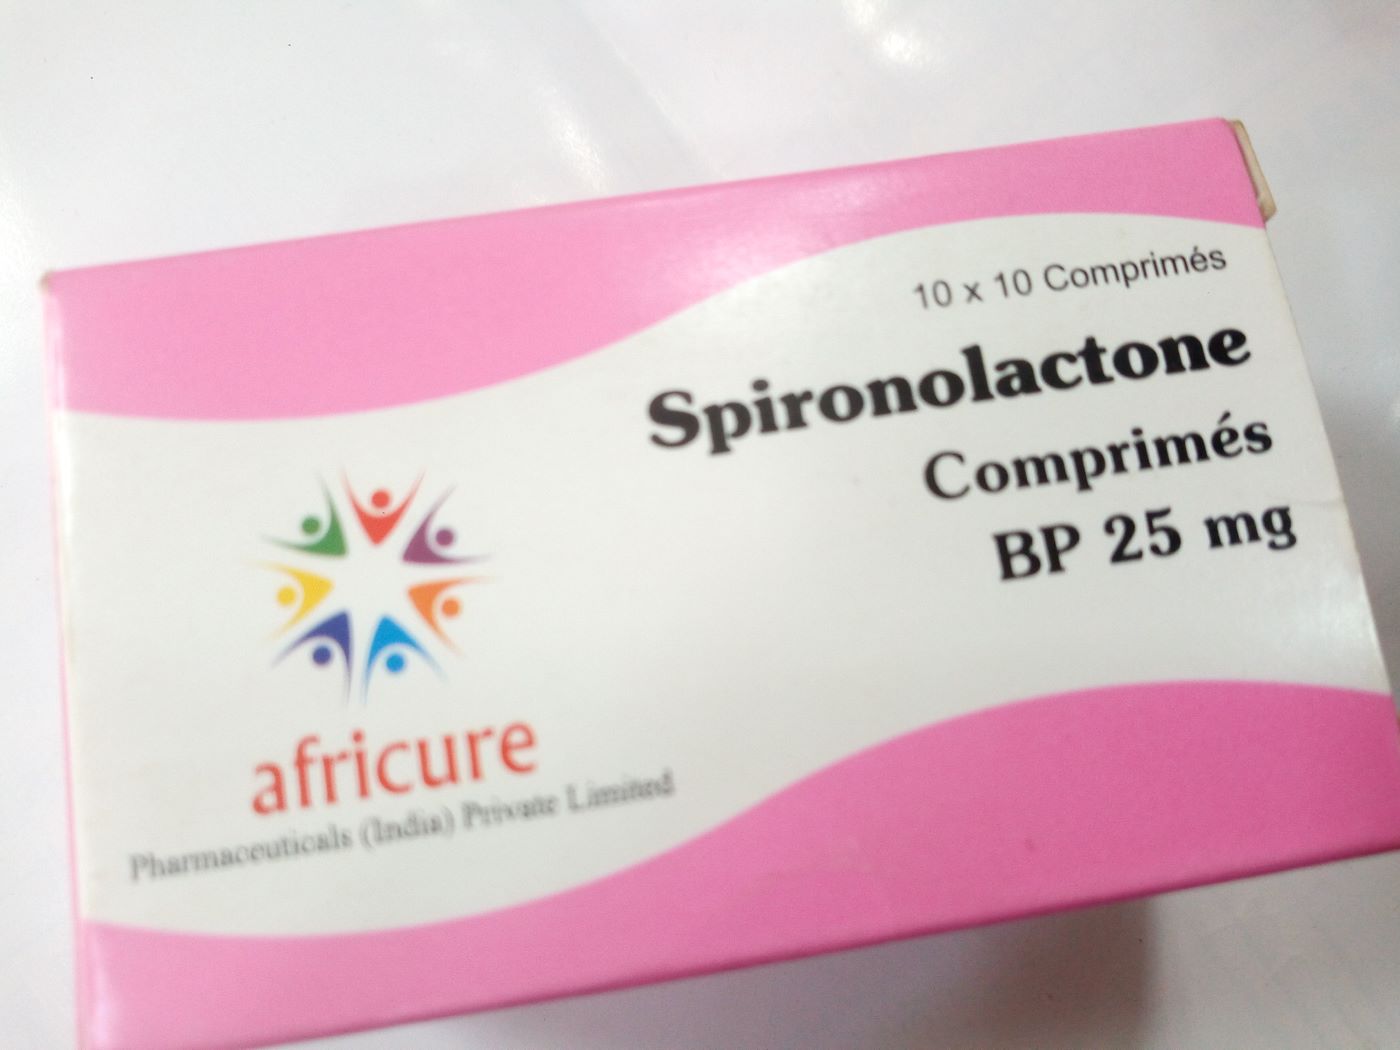 10 x 10 Comprimés
Spironolactone
Comprimés
BP 25 mg
africure
Pharmaceuticals (India) Private Limited